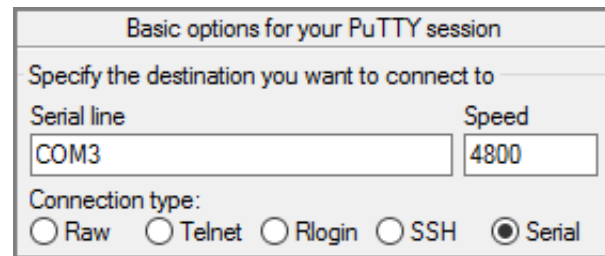 Basic options for your PuTTY session
Specify the destination you want to connect to
Serial line Speed
COM3 4800
Connection type:
Raw Telnet Rlogin SSH Serial